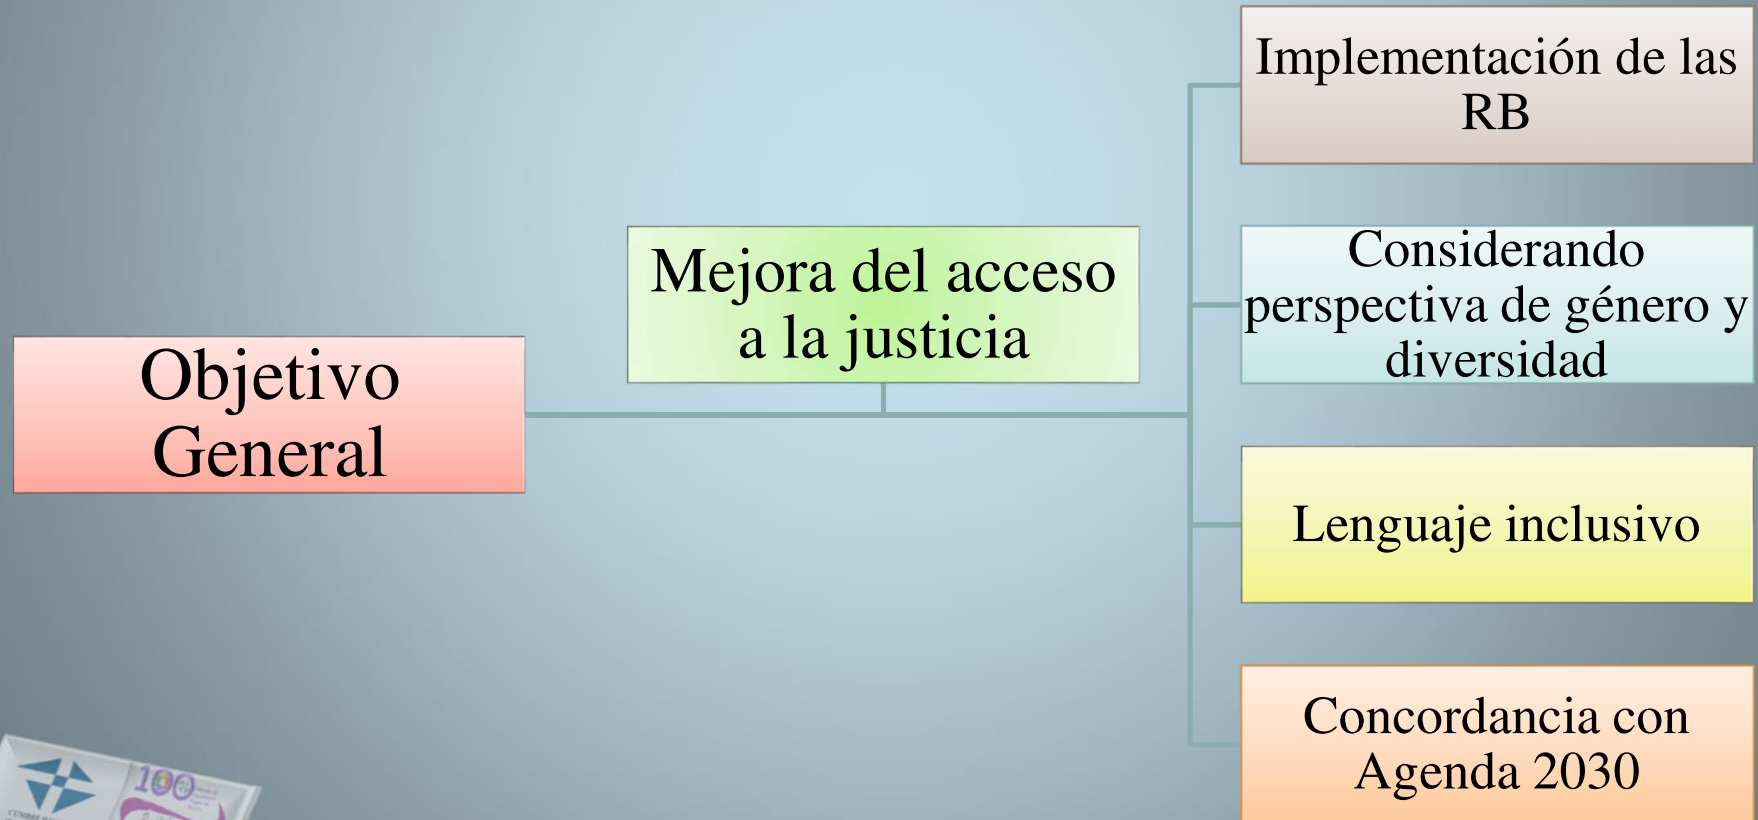 Objetivo
General
Mejora del acceso
a la justicia
Implementación de las
RB
Considerando
perspectiva de género y
diversidad
Lenguaje inclusivo
Concordancia con
Agenda 2030
100